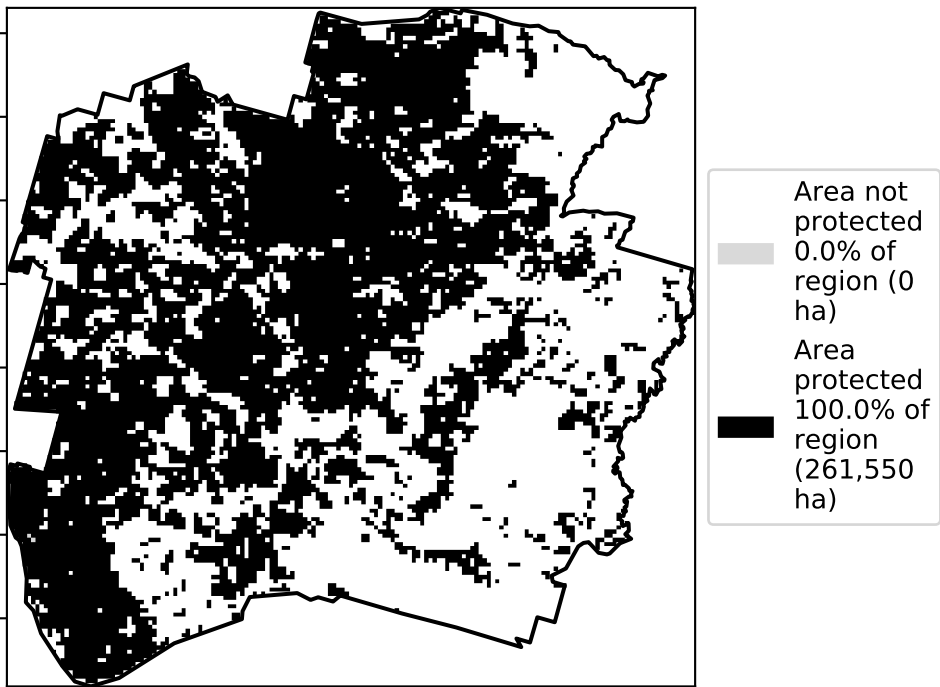 Area not
protected
0.0% of
region (0
ha)
Area
protected
100.0% of
region
(261,550
ha)